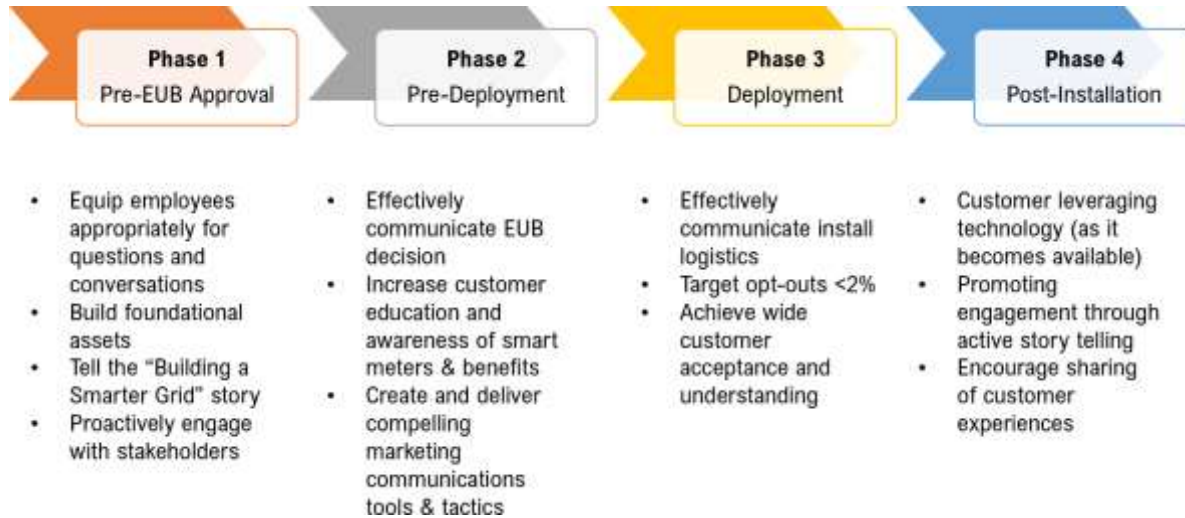 Phase 1
Pre-EUB Approval
Phase 2
Pre-Deployment
Phase 3
Deployment
Phase 4
Post-Installation
• Equip employees
appropriately for
questions and
conversations
• Build foundational
assets
• Tell the “Building a
Smarter Grid” story
• Proactively engage
with stakeholders
• Effectively
communicate EUB
decision
• Increase customer
education and
awareness of smart
meters & benefits
• Create and deliver
compelling
marketing
communications
tools & tactics
• Effectively
communicate install
logistics
• Target opt-outs <2%
• Achieve wide
customer
acceptance and
understanding
• Customer leveraging
technology (as it
becomes available)
• Promoting
engagement through
active story telling
• Encourage sharing
of customer
experiences